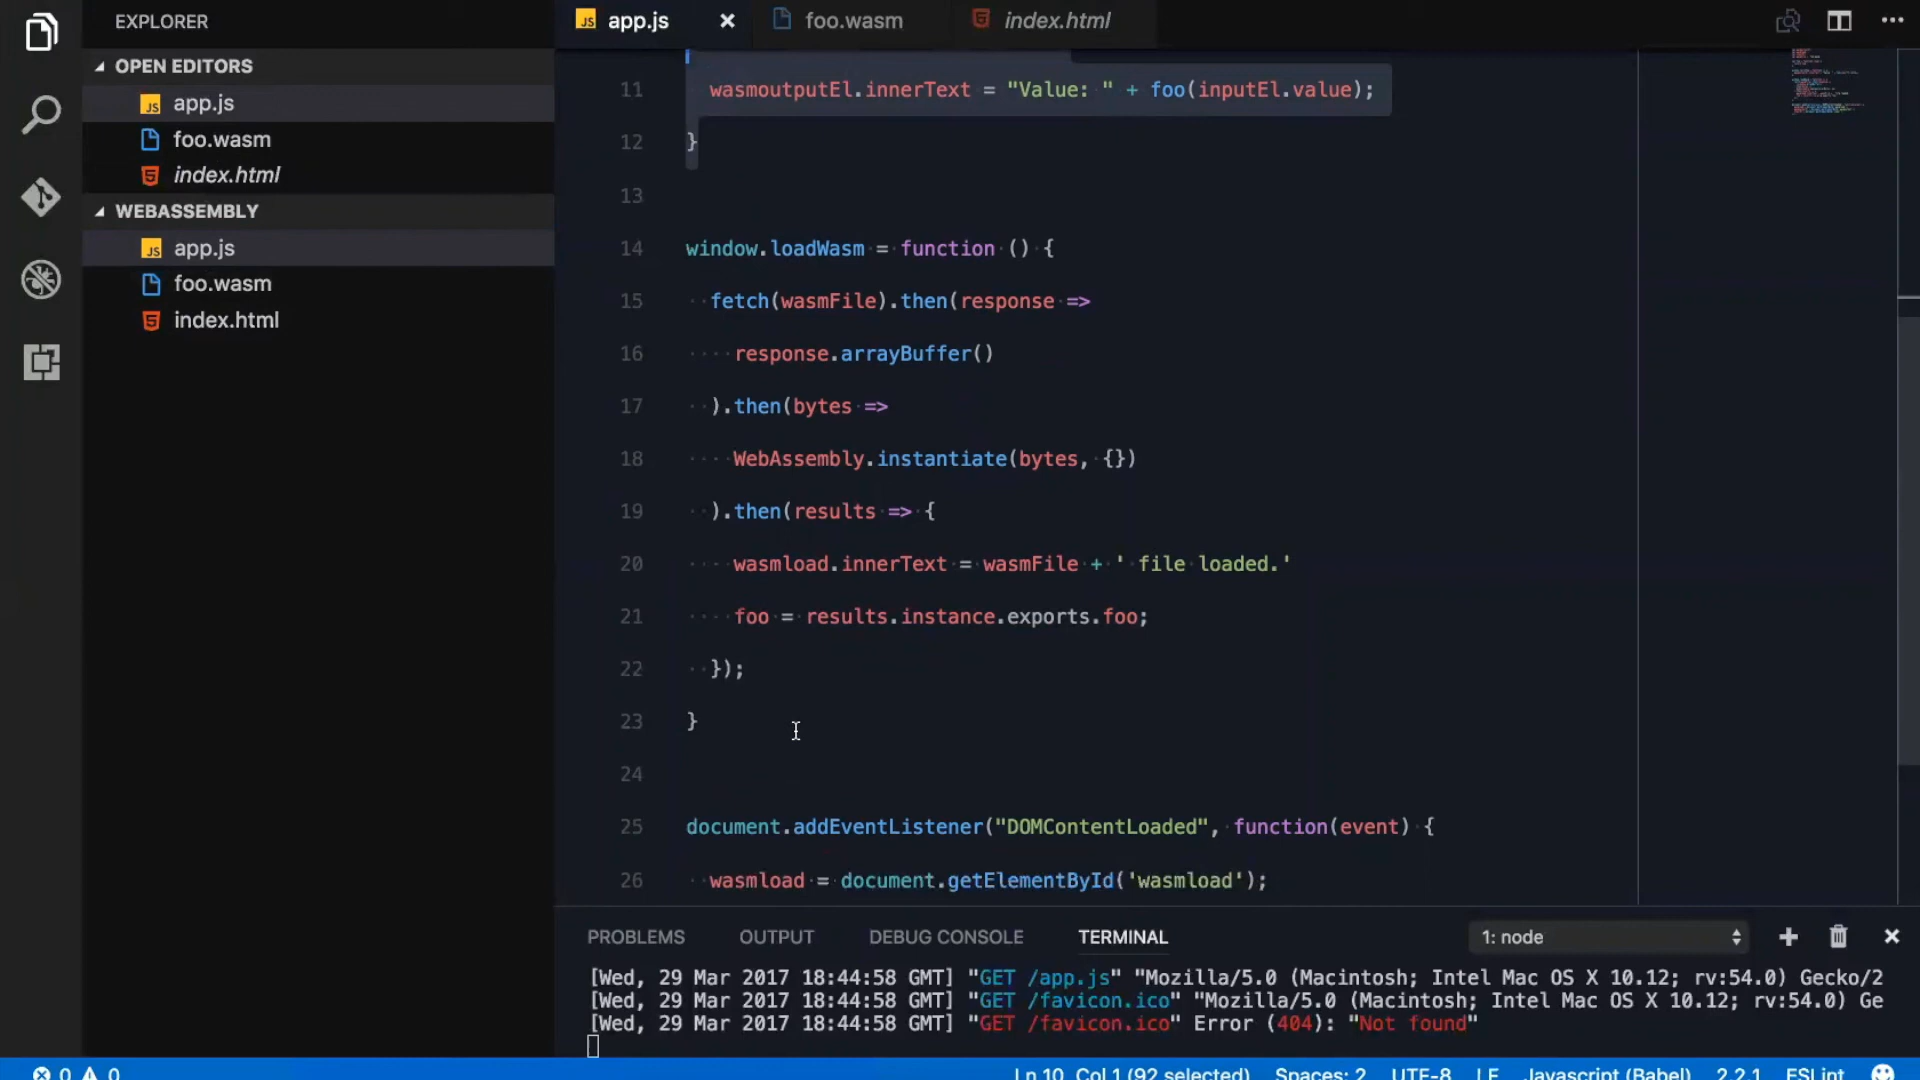 EXPLORER
OPEN EDITORS
app.js
foo.wasm
index.html
WEBASSEMBLY
app.js
foo.wasm
index.html
app.js
foo.wasm
index.html
11 wasmoutputEl.innerText = "Value: " + foo(inputEl.value);
12 }
13
14 window.loadWasm = function () {
15 fetch(wasmFile).then(response =>
16 response.arrayBuffer()
17 ).then(bytes =>
18 WebAssembly.instantiate(bytes, {})
19 ).then(results => {
20 wasmload.innerText = wasmFile + ' file loaded.'
21 foo = results.instance.exports.foo;
22 });
23 }
24
25 document.addEventListener("DOMContentLoaded", function(event) {
26 wasmload = document.getElementById('wasmload');
PROBLEMS OUTPUT DEBUG CONSOLE TERMINAL 1: node
[Wed, 29 Mar 2017 18:44:58 GMT] "GET /app.js" "Mozilla/5.0 (Macintosh; Intel Mac OS X 10.12; rv:54.0) Gecko/2
[Wed, 29 Mar 2017 18:44:58 GMT] "GET /favicon.ico" "Mozilla/5.0 (Macintosh; Intel Mac OS X 10.12; rv:54.0) Ge
[Wed, 29 Mar 2017 18:44:58 GMT] "GET /favicon.ico" Error (404): "Not found"
0 0 Ln 10, Col 1 (92 selected) Spaces: 2 UTF-8 LF Javascript (Babel) 2.2.1 ESLint